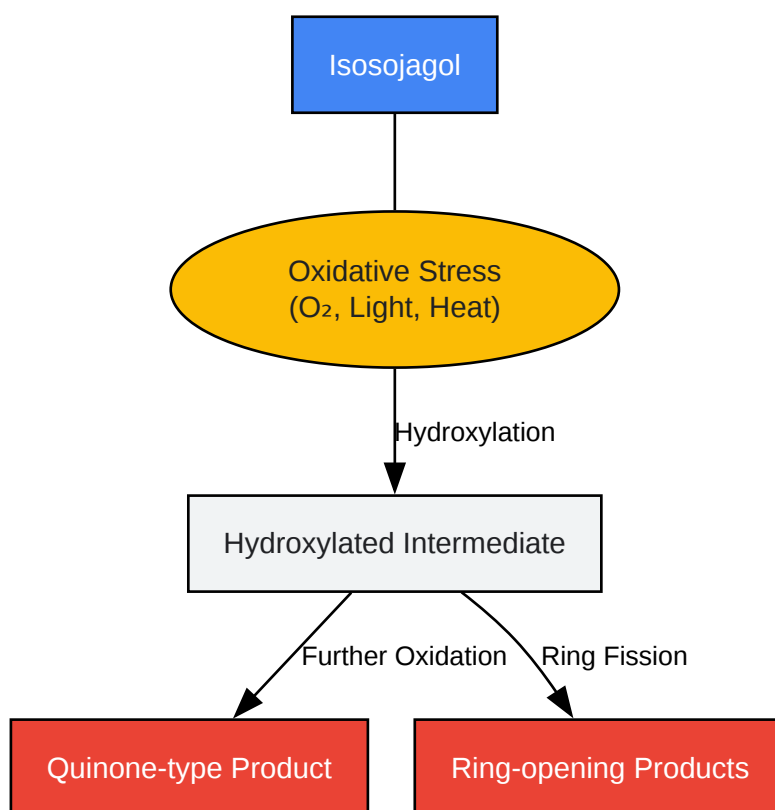 Isosojagol
Oxidative Stress
(O₂, Light, Heat)
Hydroxylation
Hydroxylated Intermediate
Further Oxidation
Ring Fission
Quinone-type Product
Ring-opening Products